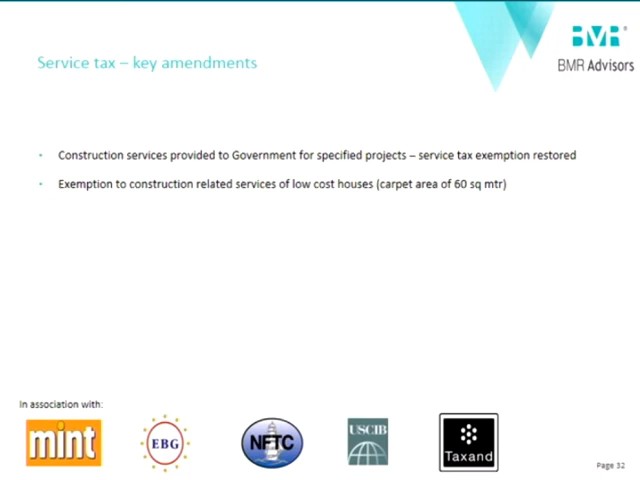 BMR®
BMR Advisors
Service tax – key amendments
• Construction services provided to Government for specified projects – service tax exemption restored
• Exemption to construction related services of low cost houses (carpet area of 60 sq mtr)
In association with:
mint
EBG
NFTC
USCIB
Taxand
Page 32